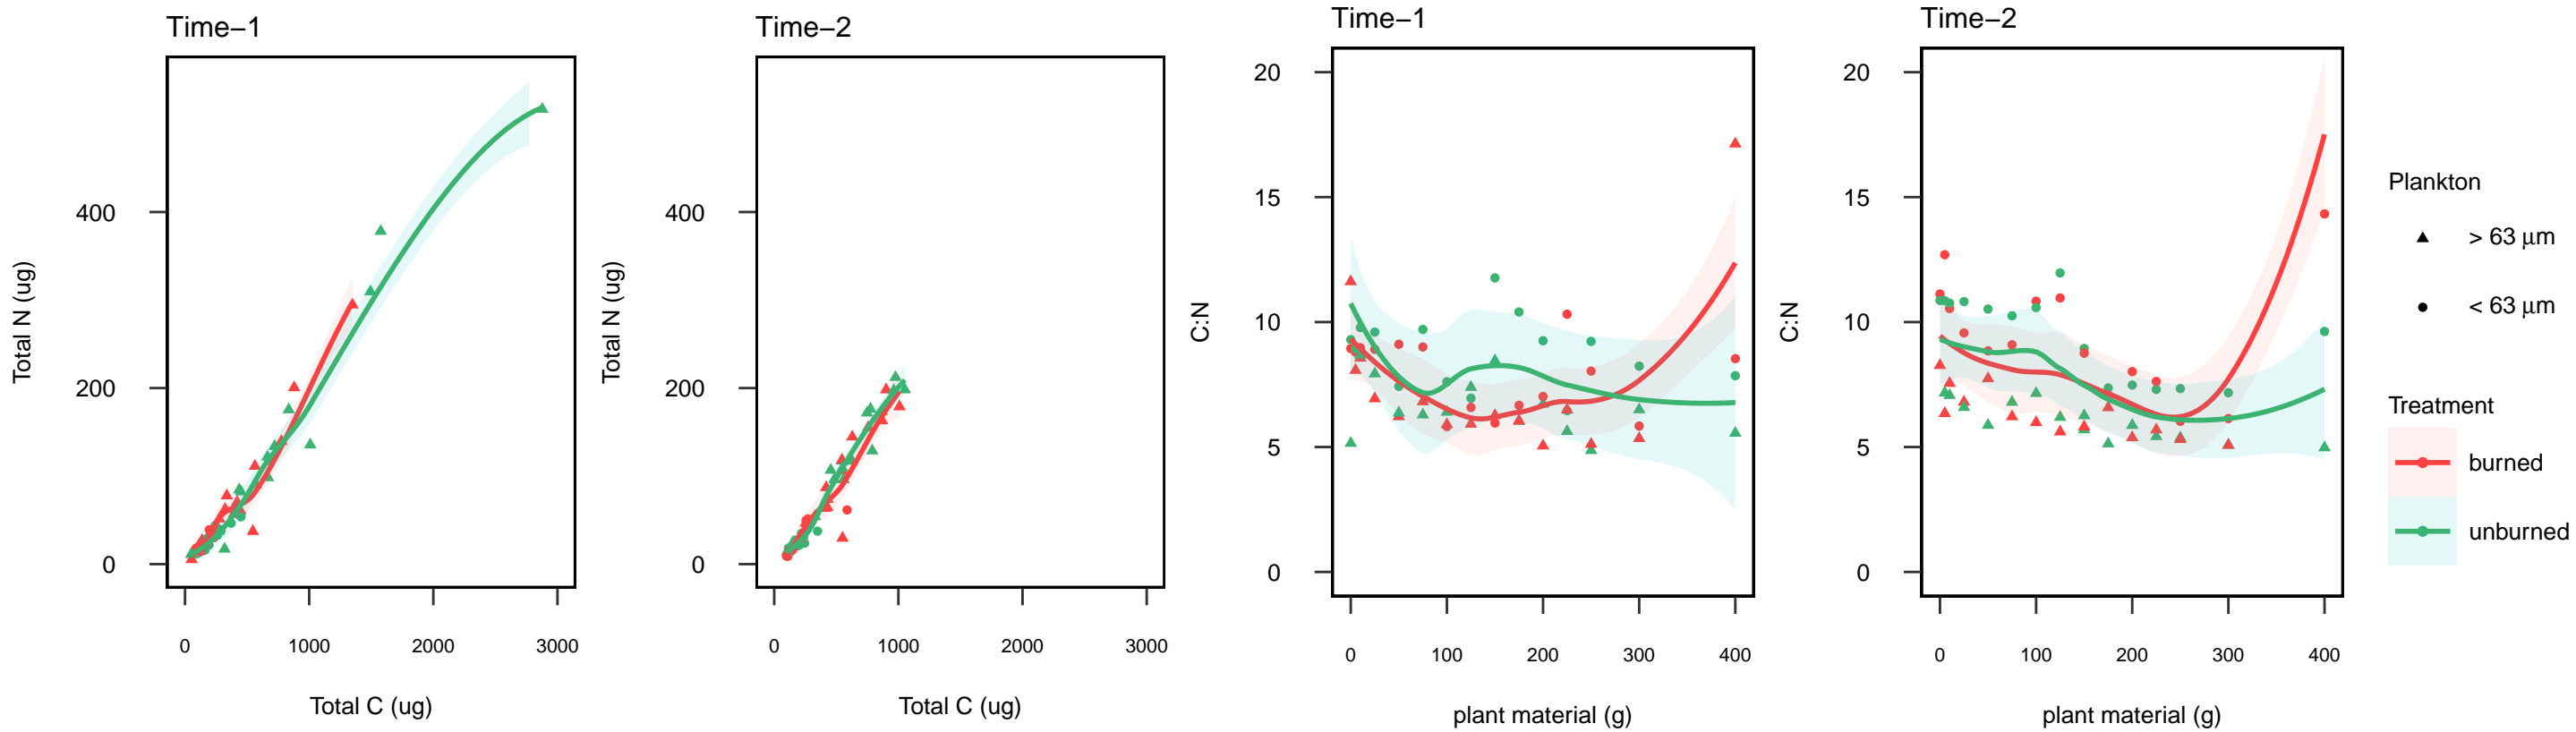 Time−1
Total N (ug)
400
200
0
0 1000 2000 3000
Total C (ug)
Time−2
Total N (ug)
400
200
0
0 1000 2000 3000
Total C (ug)
Time−1
C:N
20
15
10
5
0
0 100 200 300 400
plant material (g)
Time−2
C:N
20
15
10
5
0
0 100 200 300 400
plant material (g)
Plankton
> 63 μm
< 63 μm
Treatment
burned
unburned